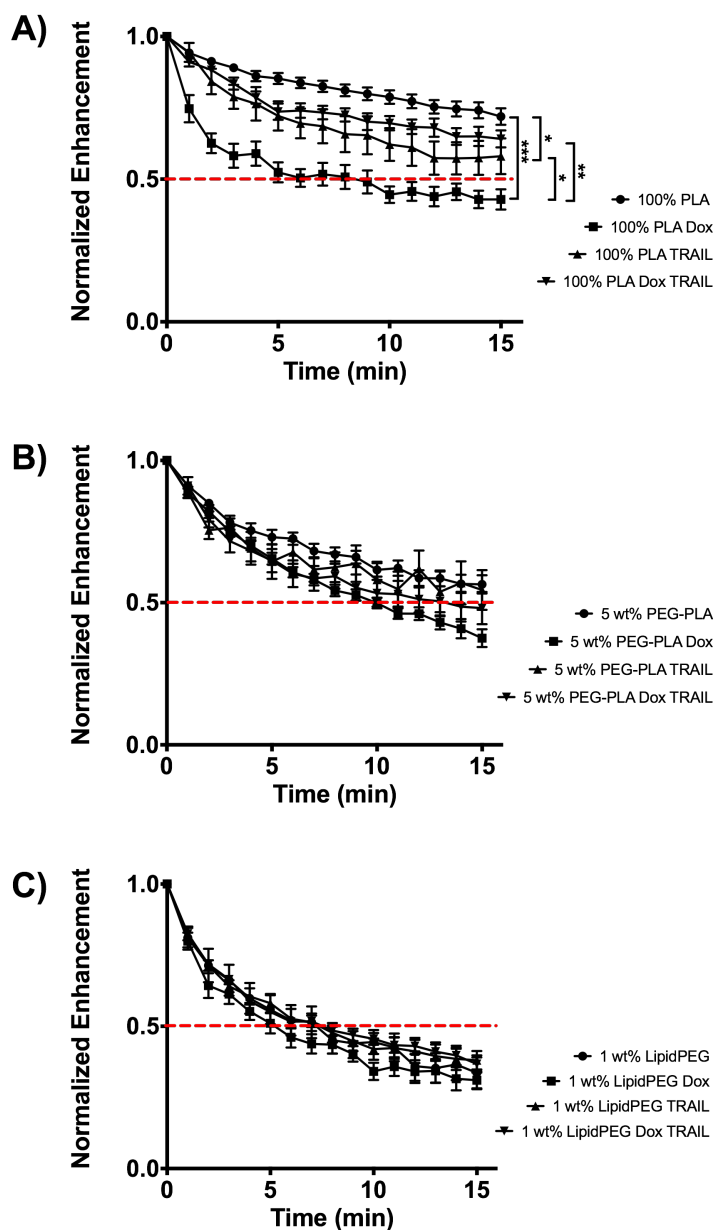 A)
Normalized Enhancement
1.0
0.5
0.0
0
5
10
15
Time (min)
***
*
*
**
100% PLA
100% PLA Dox
100% PLA TRAIL
100% PLA Dox TRAIL
B)
Normalized Enhancement
1.0
0.5
0.0
0
5
10
15
Time (min)
5 wt% PEG-PLA
5 wt% PEG-PLA Dox
5 wt% PEG-PLA TRAIL
5 wt% PEG-PLA Dox TRAIL
C)
Normalized Enhancement
1.0
0.5
0.0
0
5
10
15
Time (min)
1 wt% LipidPEG
1 wt% LipidPEG Dox
1 wt% LipidPEG TRAIL
1 wt% LipidPEG Dox TRAIL